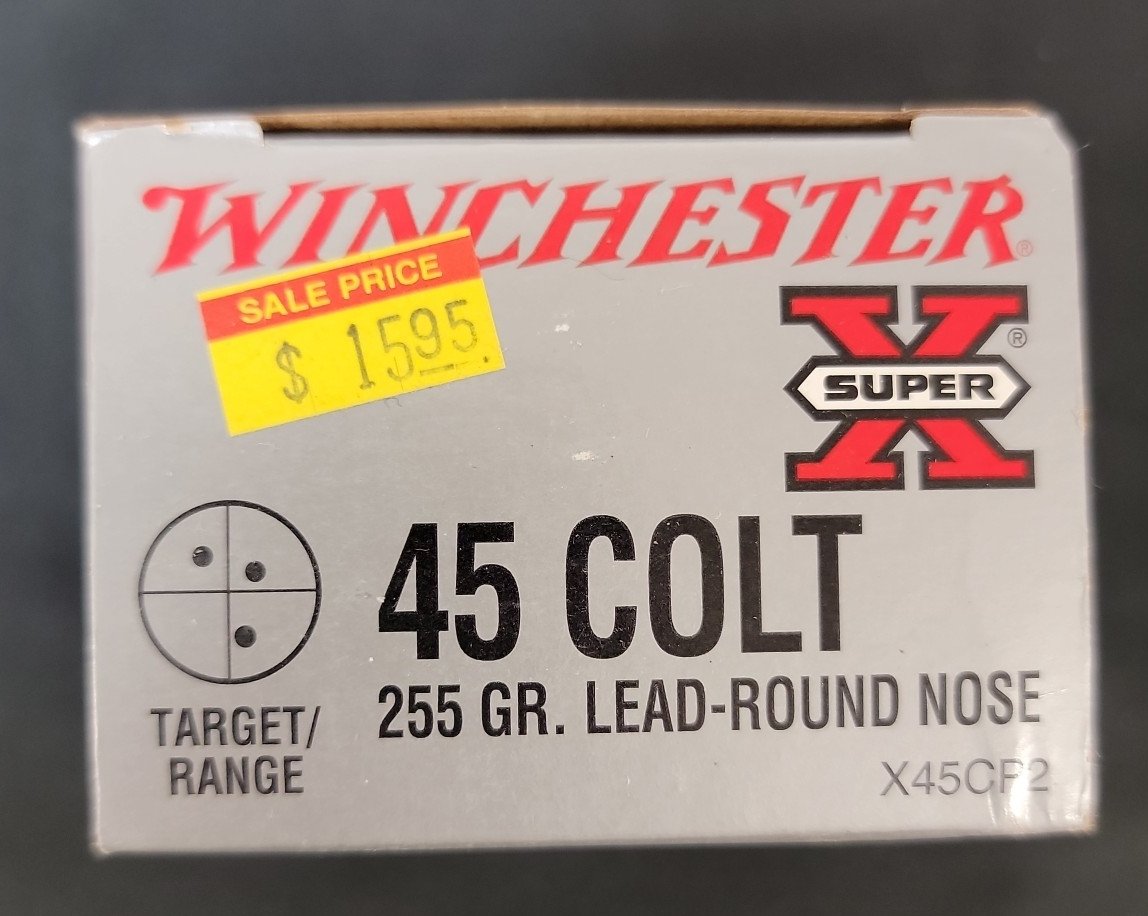 WINCHESTER®
SALE PRICE
$ 1595
X®
SUPER
45 COLT
255 GR. LEAD-ROUND NOSE
TARGET/
RANGE
X45CP2